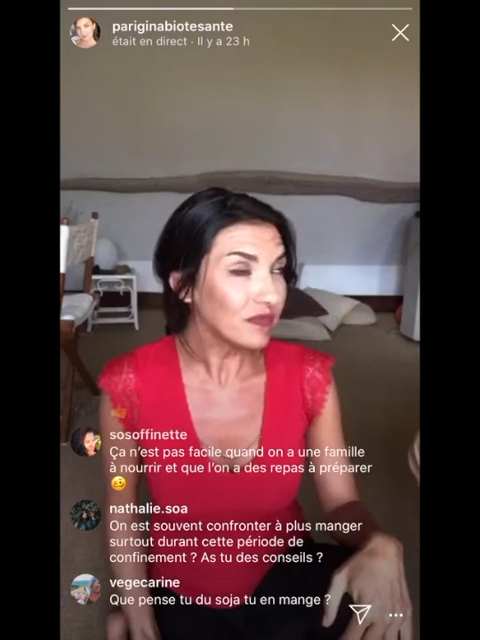 pariginabiotesante
était en direct · Il y a 23 h
sosoffinette
Ça n'est pas facile quand on a une famille
à nourrir et que l'on a des repas à préparer
🥴
nathalie.soa
On est souvent confronter à plus manger
surtout durant cette période de
confinement ? As tu des conseils ?
vegecarine
Que pense tu du soja tu en mange ?